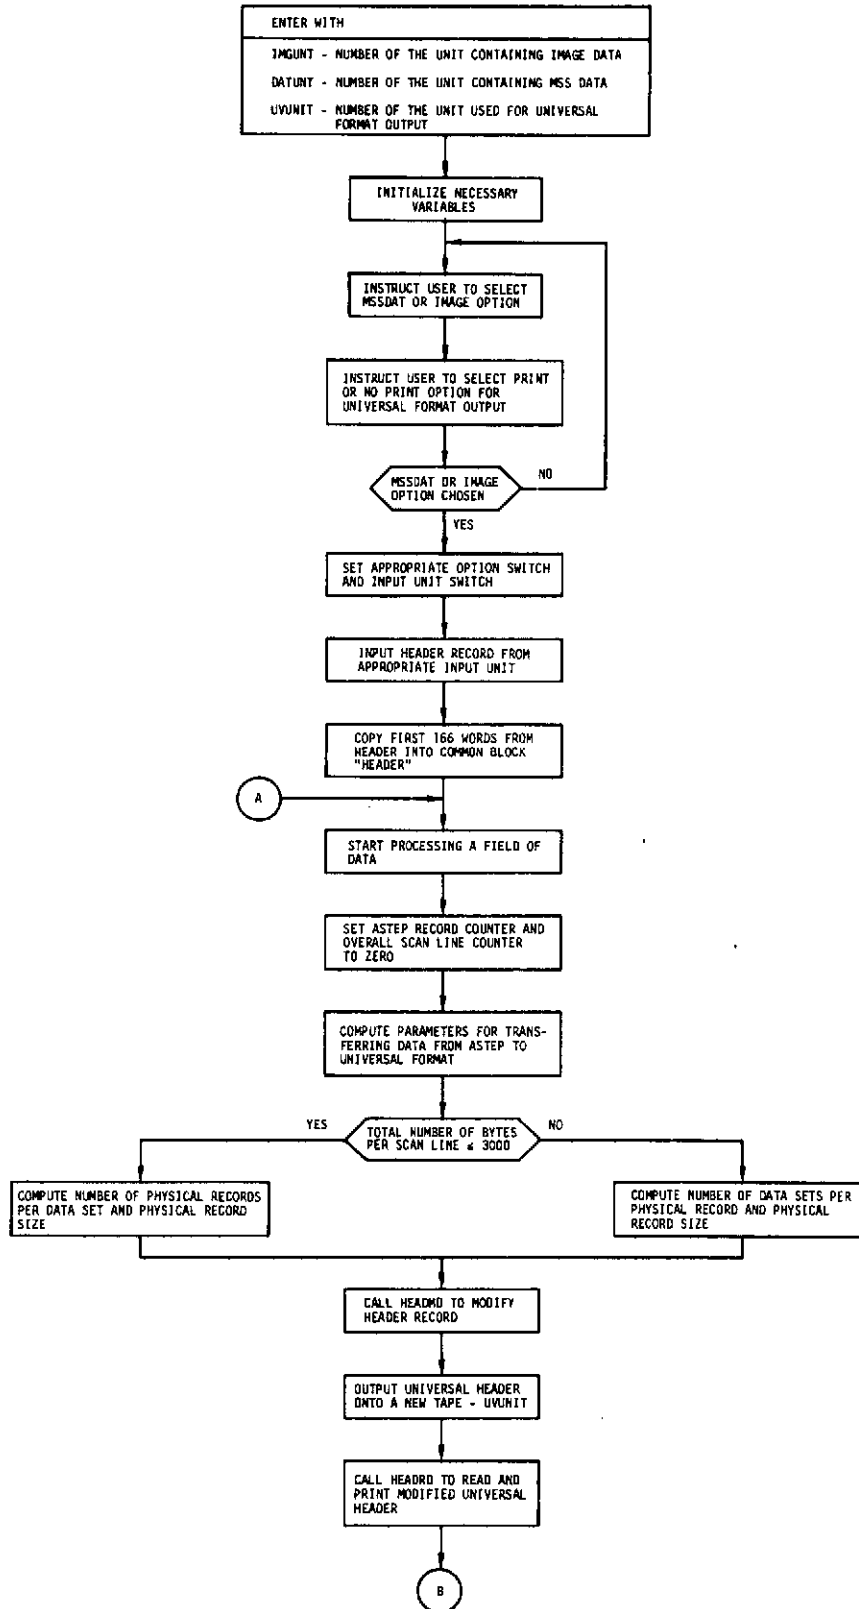 ENTER WITH
IMGUNT - NUMBER OF THE UNIT CONTAINING IMAGE DATA
DATUNT - NUMBER OF THE UNIT CONTAINING MSS DATA
UVUNIT - NUMBER OF THE UNIT USED FOR UNIVERSAL
FORMAT OUTPUT
INITIALIZE NECESSARY
VARIABLES
INSTRUCT USER TO SELECT
MSSDAT OR IMAGE OPTION
INSTRUCT USER TO SELECT PRINT
OR NO PRINT OPTION FOR
UNIVERSAL FORMAT OUTPUT
MSSDAT OR IMAGE
OPTION CHOSEN
NO
YES
SET APPROPRIATE OPTION SWITCH
AND INPUT UNIT SWITCH
INPUT HEADER RECORD FROM
APPROPRIATE INPUT UNIT
COPY FIRST 166 WORDS FROM
HEADER INTO COMMON BLOCK
"HEADER"
A
START PROCESSING A FIELD OF
DATA
SET ASTEP RECORD COUNTER AND
OVERALL SCAN LINE COUNTER
TO ZERO
COMPUTE PARAMETERS FOR TRANS-
FERRING DATA FROM ASTEP TO
UNIVERSAL FORMAT
YES
TOTAL NUMBER OF BYTES
PER SCAN LINE ≤ 3000
NO
COMPUTE NUMBER OF PHYSICAL RECORDS
PER DATA SET AND PHYSICAL RECORD
SIZE
COMPUTE NUMBER OF DATA SETS PER
PHYSICAL RECORD AND PHYSICAL
RECORD SIZE
CALL HEADMD TO MODIFY
HEADER RECORD
OUTPUT UNIVERSAL HEADER
ONTO A NEW TAPE - UVUNIT
CALL HEADRD TO READ AND
PRINT MODIFIED UNIVERSAL
HEADER
B